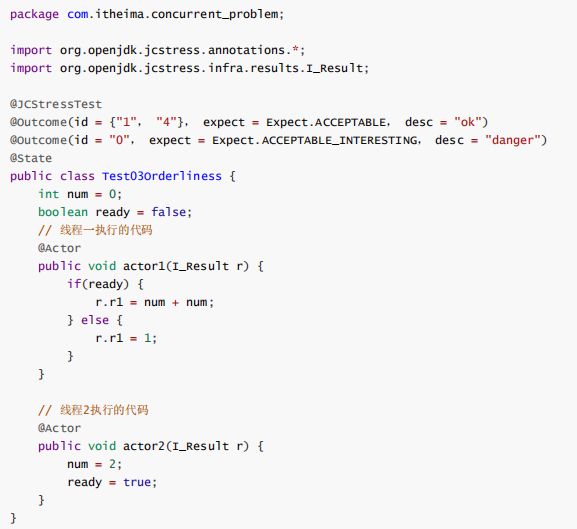 package com.itheima.concurrent_problem;
import org.openjdk.jcstress.annotations.*;
import org.openjdk.jcstress.infra.results.I_Result;
@JCStressTest
@Outcome(id = {"1", "4"}, expect = Expect.ACCEPTABLE, desc = "ok")
@Outcome(id = "0", expect = Expect.ACCEPTABLE_INTERESTING, desc = "danger")
@State
public class Test03Orderliness {
    int num = 0;
    boolean ready = false;
    // 线程一执行的代码
    @Actor
    public void actor1(I_Result r) {
        if(ready) {
            r.r1 = num + num;
        } else {
            r.r1 = 1;
        }
    }
    // 线程2执行的代码
    @Actor
    public void actor2(I_Result r) {
        num = 2;
        ready = true;
    }
}